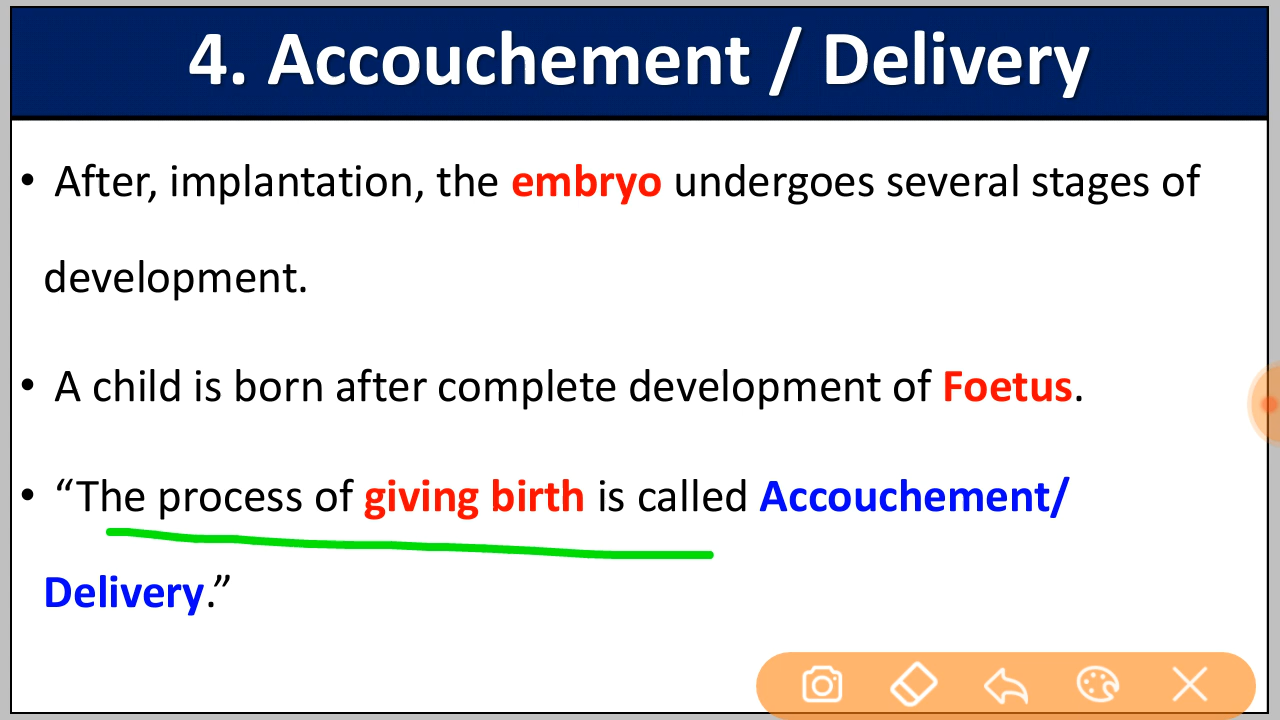 4. Accouchement / Delivery
• After, implantation, the embryo undergoes several stages of
development.
• A child is born after complete development of Foetus.
• “The process of giving birth is called Accouchement/
Delivery.”